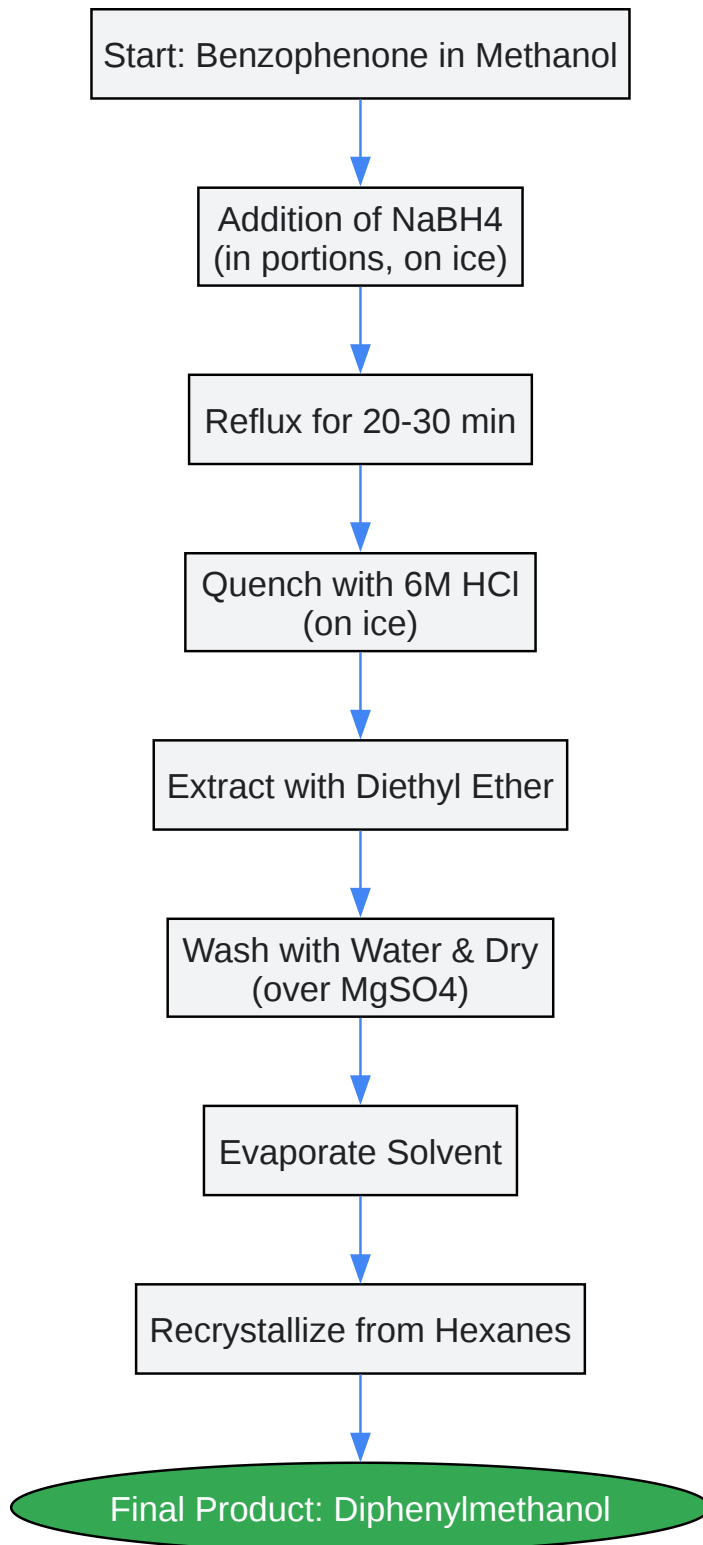 Start: Benzophenone in Methanol
Addition of NaBH4
(in portions, on ice)
Reflux for 20-30 min
Quench with 6M HCl
(on ice)
Extract with Diethyl Ether
Wash with Water & Dry
(over MgSO4)
Evaporate Solvent
Recrystallize from Hexanes
Final Product: Diphenylmethanol